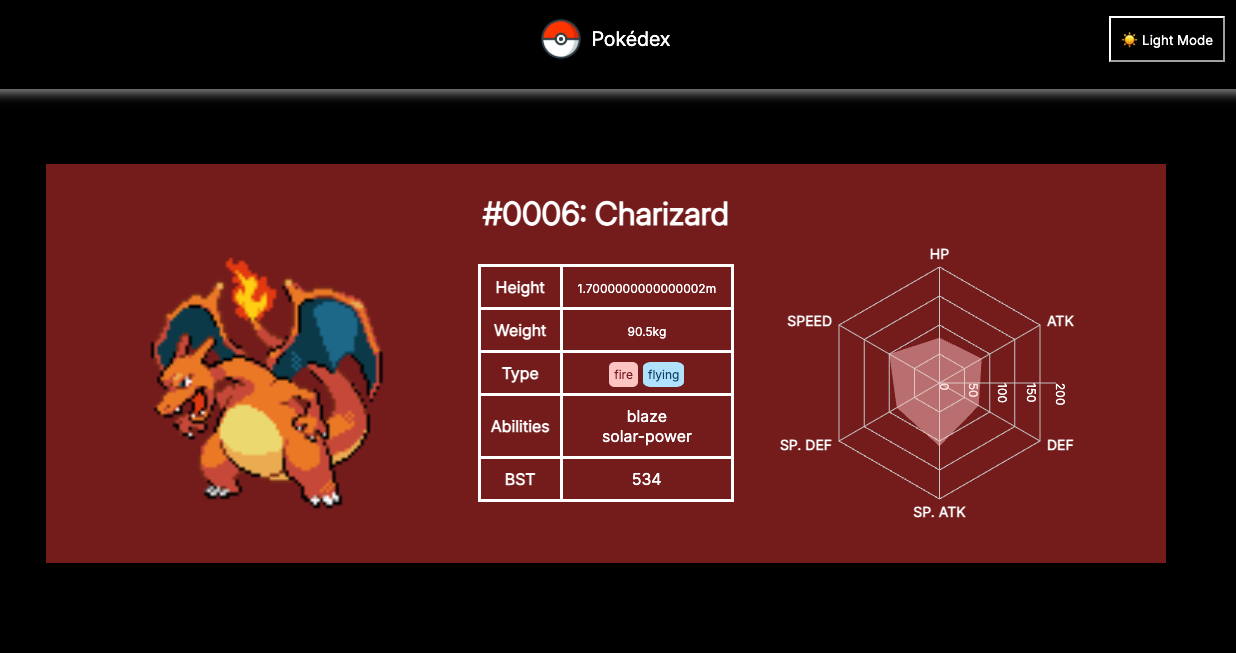 Pokédex
☀️ Light Mode
#0006: Charizard
Height 1.7000000000000002m
Weight 90.5kg
Type fire flying
Abilities blaze
solar-power
BST 534
HP
SPEED
ATK
0 50 100 150 200
SP. DEF
DEF
SP. ATK